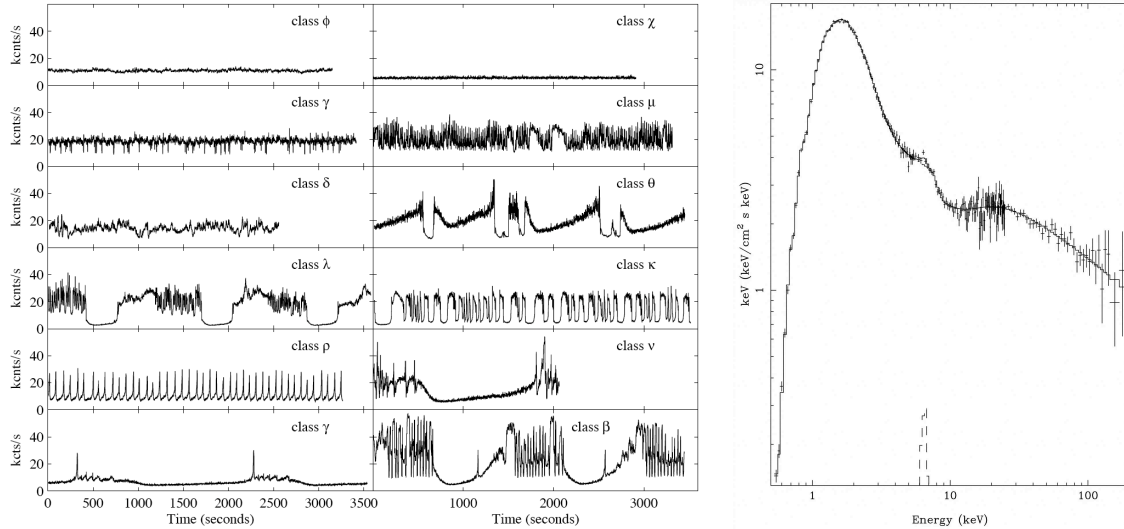 class ϕ
class χ
kcnts/s
40
20
0
class γ
class μ
kcnts/s
40
20
0
class δ
class θ
kcnts/s
40
20
0
class λ
class κ
kcnts/s
40
20
0
class ρ
class ν
kcnts/s
40
20
0
class γ
class β
kcts/s
40
20
0
0 500 1000 1500 2000 2500 3000 3500
1000 2000 3000
Time (seconds)
Time (seconds)
keV (keV/cm² s keV)
10
1
1 10 100
Energy (keV)